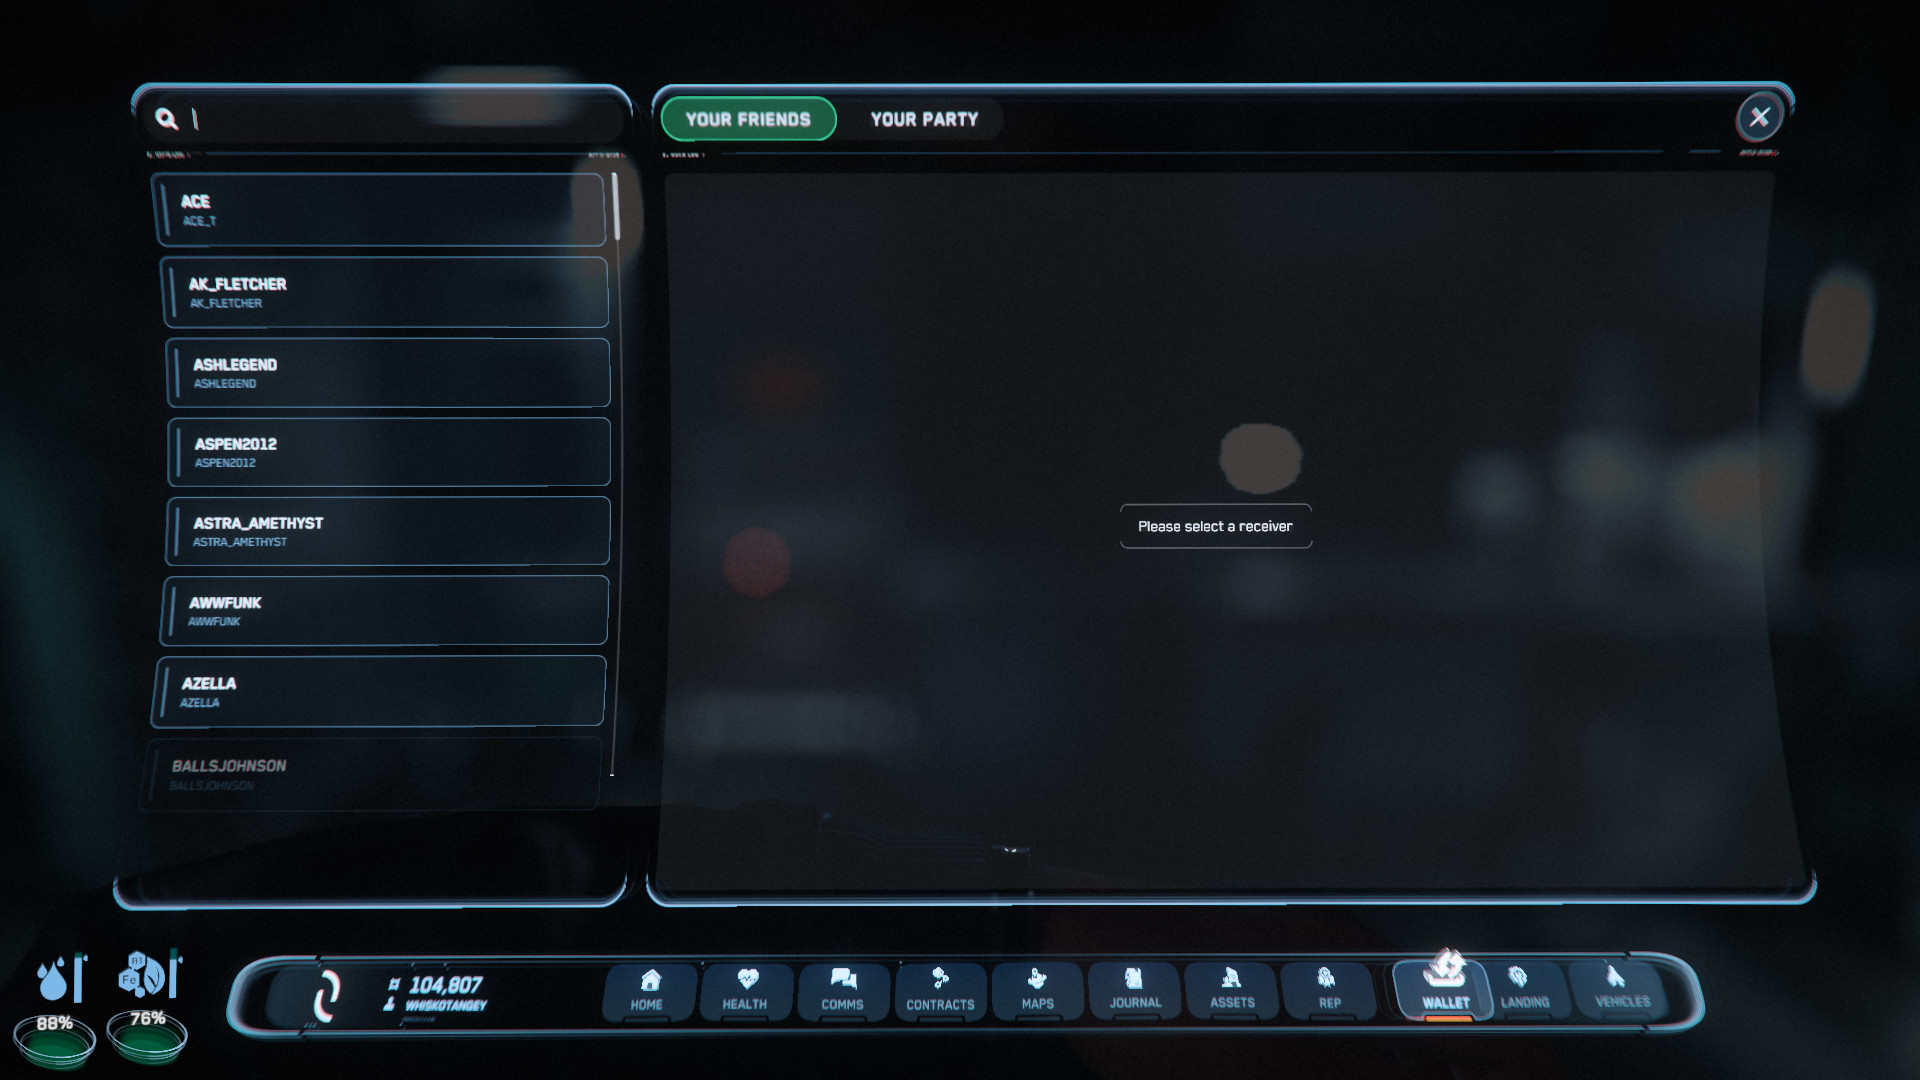 YOUR FRIENDS
YOUR PARTY
ACE
ACE_T
AK_FLETCHER
AK_FLETCHER
ASHLEGEND
ASHLEGEND
ASPEN2012
ASPEN2012
ASTRA_AMETHYST
ASTRA_AMETHYST
AWWFUNK
AWWFUNK
AZELLA
AZELLA
BALLSJOHNSON
BALLSJOHNSON
Please select a receiver
88%
Fe
76%
104,807
WHISKOTANGEY
HOME
HEALTH
COMMS
CONTRACTS
MAPS
JOURNAL
ASSETS
REP
WALLET
LANDING
VEHICLES